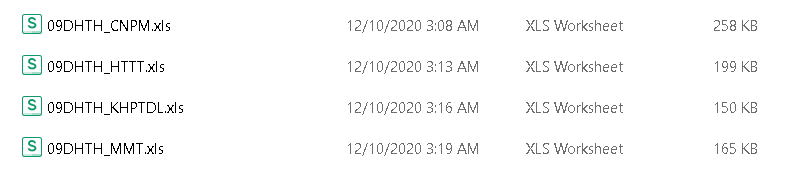 09DHTH_CNPM.xls 12/10/2020 3:08 AM XLS Worksheet 258 KB
09DHTH_HTTT.xls 12/10/2020 3:13 AM XLS Worksheet 199 KB
09DHTH_KHPTDL.xls 12/10/2020 3:16 AM XLS Worksheet 150 KB
09DHTH_MMT.xls 12/10/2020 3:19 AM XLS Worksheet 165 KB